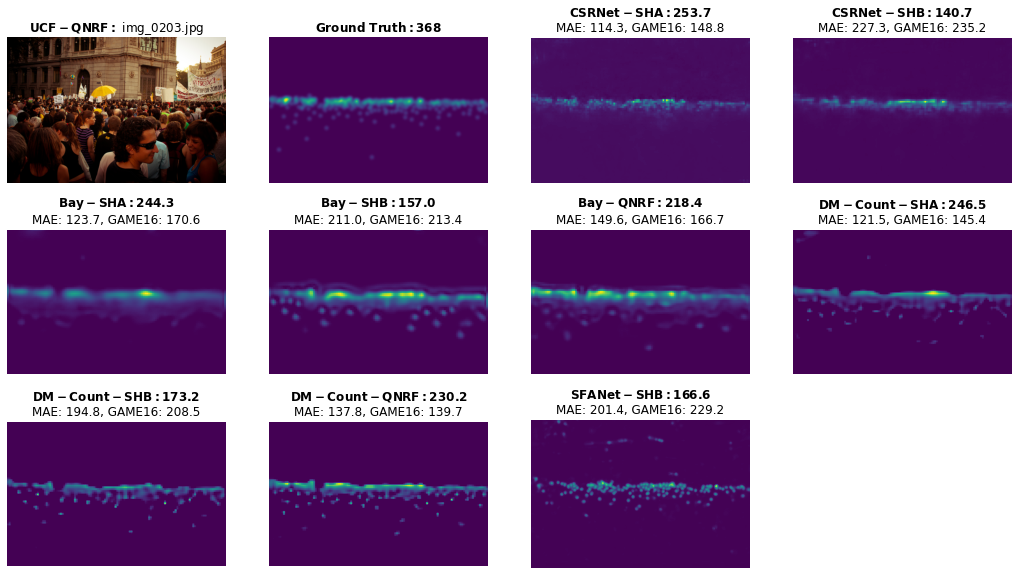 UCF − QNRF : img_0203.jpg
Ground Truth : 368
CSRNet − SHA : 253.7
MAE: 114.3, GAME16: 148.8
CSRNet − SHB : 140.7
MAE: 227.3, GAME16: 235.2
Bay − SHA : 244.3
MAE: 123.7, GAME16: 170.6
Bay − SHB : 157.0
MAE: 211.0, GAME16: 213.4
Bay − QNRF : 218.4
MAE: 149.6, GAME16: 166.7
DM − Count − SHA : 246.5
MAE: 121.5, GAME16: 145.4
DM − Count − SHB : 173.2
MAE: 194.8, GAME16: 208.5
DM − Count − QNRF : 230.2
MAE: 137.8, GAME16: 139.7
SFANet − SHB : 166.6
MAE: 201.4, GAME16: 229.2